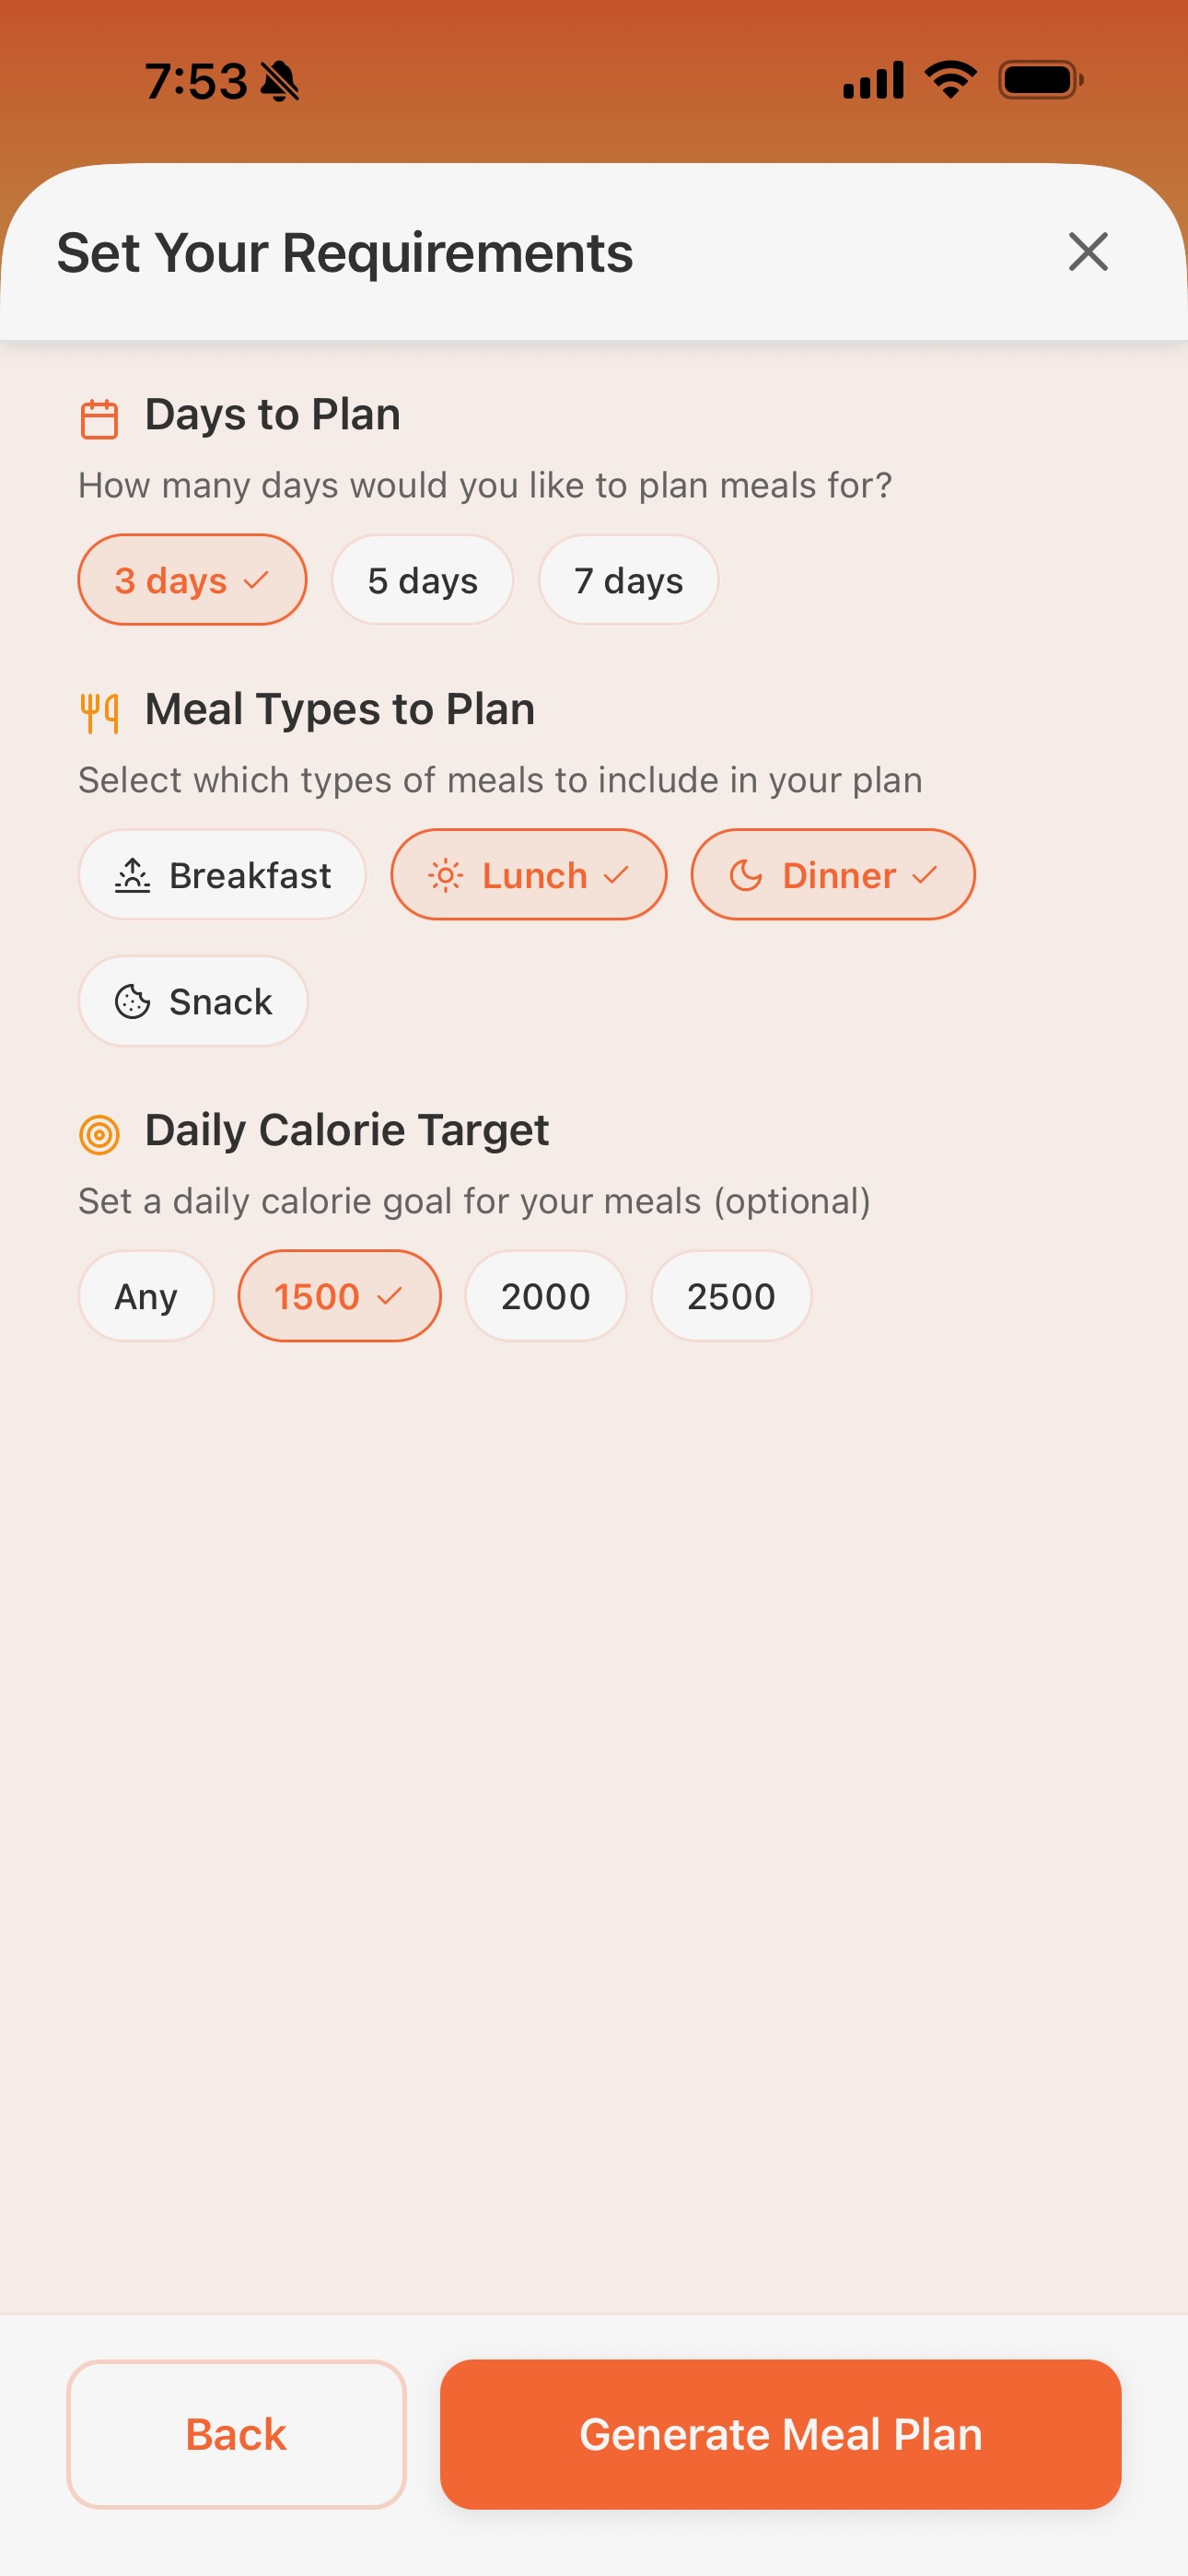 7:53
Set Your Requirements
Days to Plan
How many days would you like to plan meals for?
3 days 5 days 7 days
Meal Types to Plan
Select which types of meals to include in your plan
Breakfast Lunch Dinner
Snack
Daily Calorie Target
Set a daily calorie goal for your meals (optional)
Any 1500 2000 2500
Back Generate Meal Plan